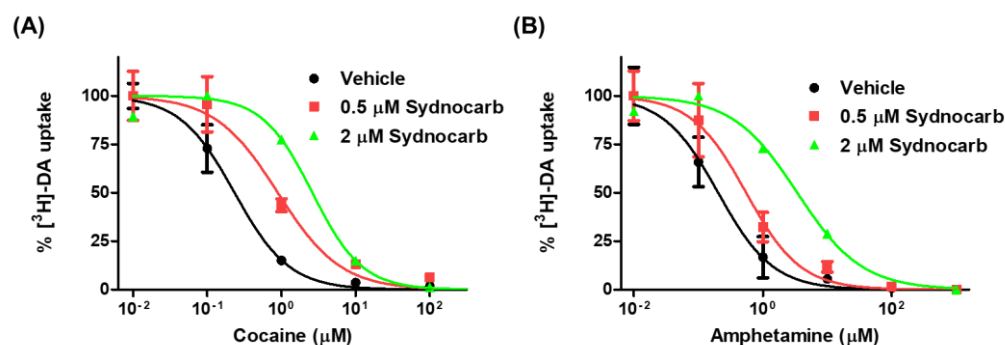 (A)
Vehicle
0.5 μM Sydnocarb
2 μM Sydnocarb
% [³H]-DA uptake
100
75
50
25
0
10⁻² 10⁻¹ 10⁰ 10¹ 10²
Cocaine (μM)
(B)
Vehicle
0.5 μM Sydnocarb
2 μM Sydnocarb
% [³H]-DA uptake
100
75
50
25
0
10⁻² 10⁰ 10²
Amphetamine (μM)